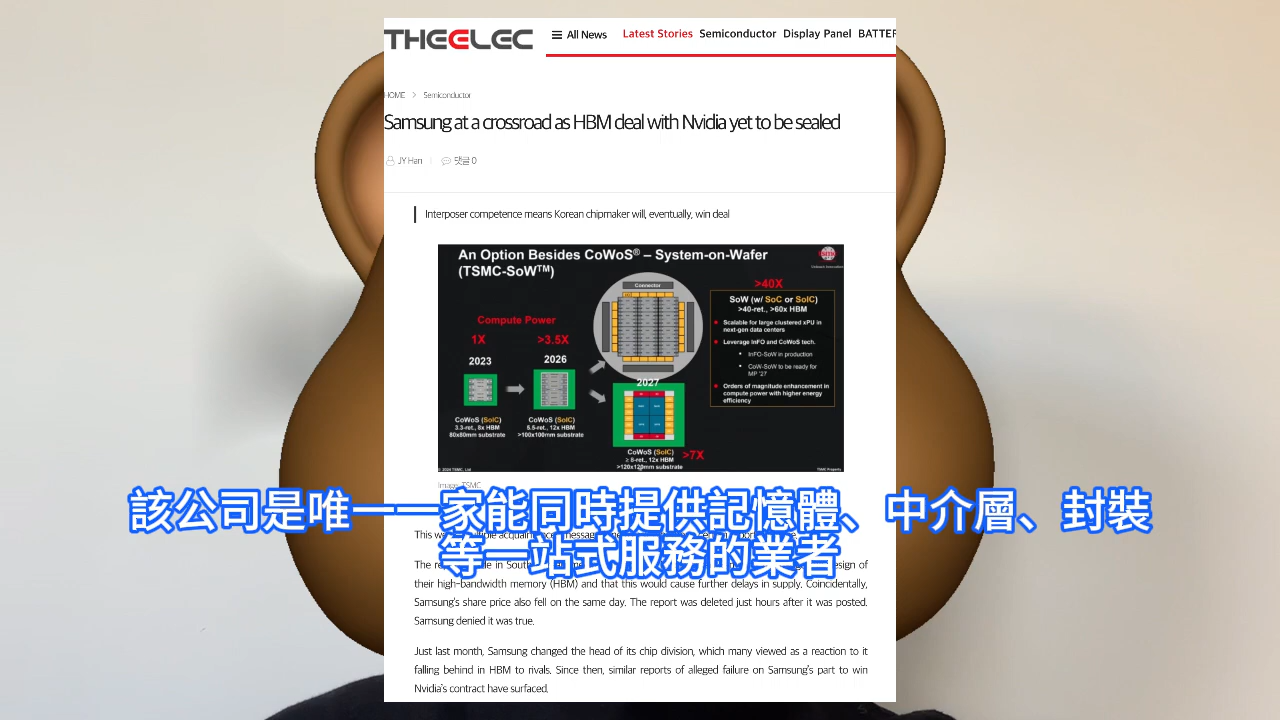 THEELEC
All News Latest Stories Semiconductor Display Panel BATTER
HOME > Semiconductor
Samsung at a crossroad as HBM deal with Nvidia yet to be sealed
JY Han 댓글 0
Interposer competence means Korean chipmaker will, eventually, win deal
An Option Besides CoWoS® – System-on-Wafer
(TSMC-SoW™)
Connector
>40X
SoW (w/ SoC or SoIC)
>40-ret., >60x HBM
Scalable for large clustered xPU in
next-gen data centers
Leverage InFO and CoWoS tech.
InFO-SoW in production
CoW-SoW to be ready for
MP '27
Orders of magnitude enhancement in
compute power with higher energy
efficiency
Compute Power
1X >3.5X
2023 2026
2027
CoWoS (SoIC)
3.3-ret., 8x HBM
80x80mm substrate
CoWoS (SoIC)
5.5-ret., 12x HBM
>100x100mm substrate
CoWoS (SoIC)
≥ 8-ret., 12x HBM
>120x120mm substrate
>7X
© 2024 TSMC, Ltd
TSMC Property
Image: TSMC
該公司是唯一一家能同時提供記憶體、中介層、封裝
等一站式服務的業者
This
The
their high-bandwidth memory (HBM) and that this would cause further delays in supply. Coincidentally,
Samsung's share price also fell on the same day. The report was deleted just hours after it was posted.
Samsung denied it was true.
Just last month, Samsung changed the head of its chip division, which many viewed as a reaction to it
falling behind in HBM to rivals. Since then, similar reports of alleged failure on Samsung's part to win
Nvidia's contract have surfaced.